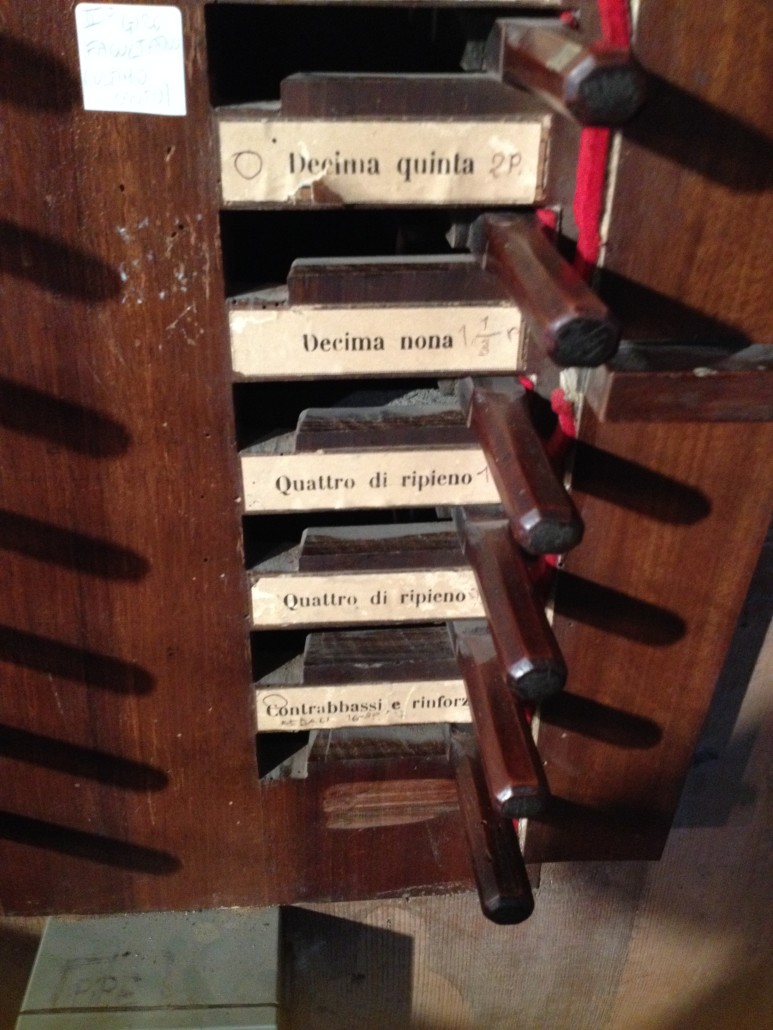 Decima quinta 2P.
Decima nona 1 1/3
Quattro di ripieno 1
Quattro di ripieno
Contrabbassi e rinforz